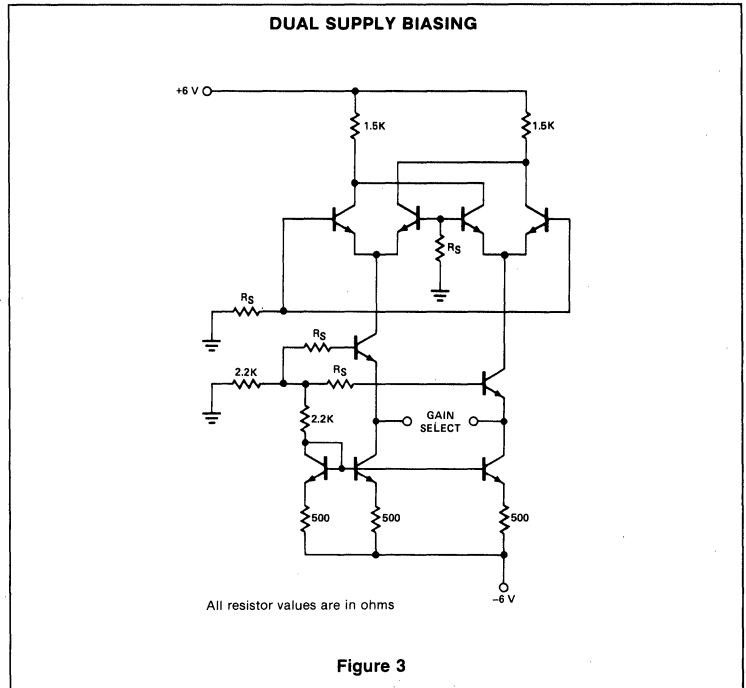 DUAL SUPPLY BIASING
+6 V
1.5K
1.5K
RS
RS
RS
2.2K
RS
2.2K
GAIN
SELECT
500
500
500
-6 V
All resistor values are in ohms
Figure 3